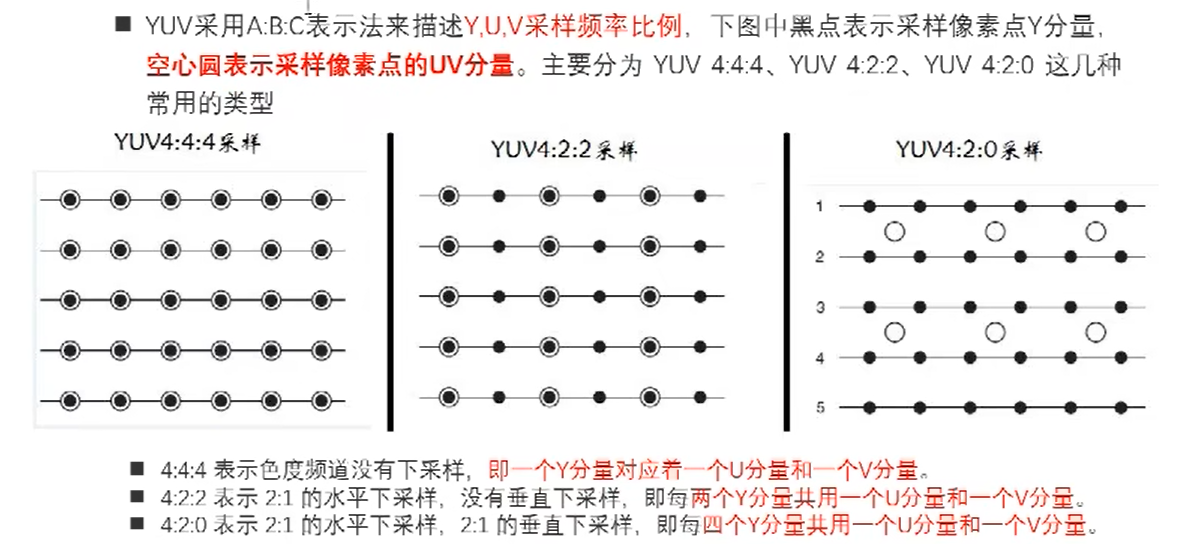 ■ YUV采用A:B:C表示法来描述Y,U,V采样频率比例，下图中黑点表示采样像素点Y分量，
空心圆表示采样像素点的UV分量。主要分为 YUV 4:4:4、YUV 4:2:2、YUV 4:2:0 这几种
常用的类型
YUV4:4:4采样
YUV4:2:2采样
YUV4:2:0采样
1
2
3
4
5
■ 4:4:4 表示色度频道没有下采样，即一个Y分量对应着一个U分量和一个V分量。
■ 4:2:2 表示 2:1 的水平下采样，没有垂直下采样，即每两个Y分量共用一个U分量和一个V分量。
■ 4:2:0 表示 2:1 的水平下采样，2:1 的垂直下采样，即每四个Y分量共用一个U分量和一个V分量。